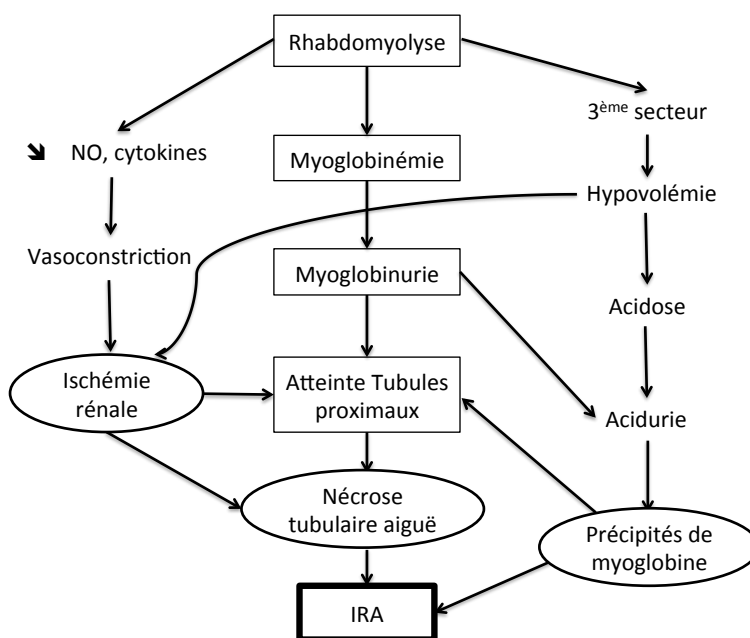 Rhabdomyolyse
3ème secteur
NO, cytokines
Myoglobinémie
Hypovolémie
Vasoconstriction
Myoglobinurie
Acidose
Ischémie
rénale
Atteinte Tubules
proximaux
Acidurie
Nécrose
tubulaire aiguë
Précipités de
myoglobine
IRA